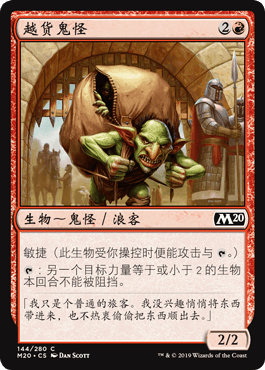 越货鬼怪 2
生物～鬼怪／浪客 M20
敏捷（此生物受你操控时便能攻击与。）
：另一个目标力量等于或小于2的生物
本回合不能被阻挡。
「我只是个普通的旅客。我没兴趣悄悄将东西
带进来，也不热衷偷偷把东西顺出去。」
2/2
144/280 C
M20 • CS DAN SCOTT
™ & © 2019 Wizards of the Coast